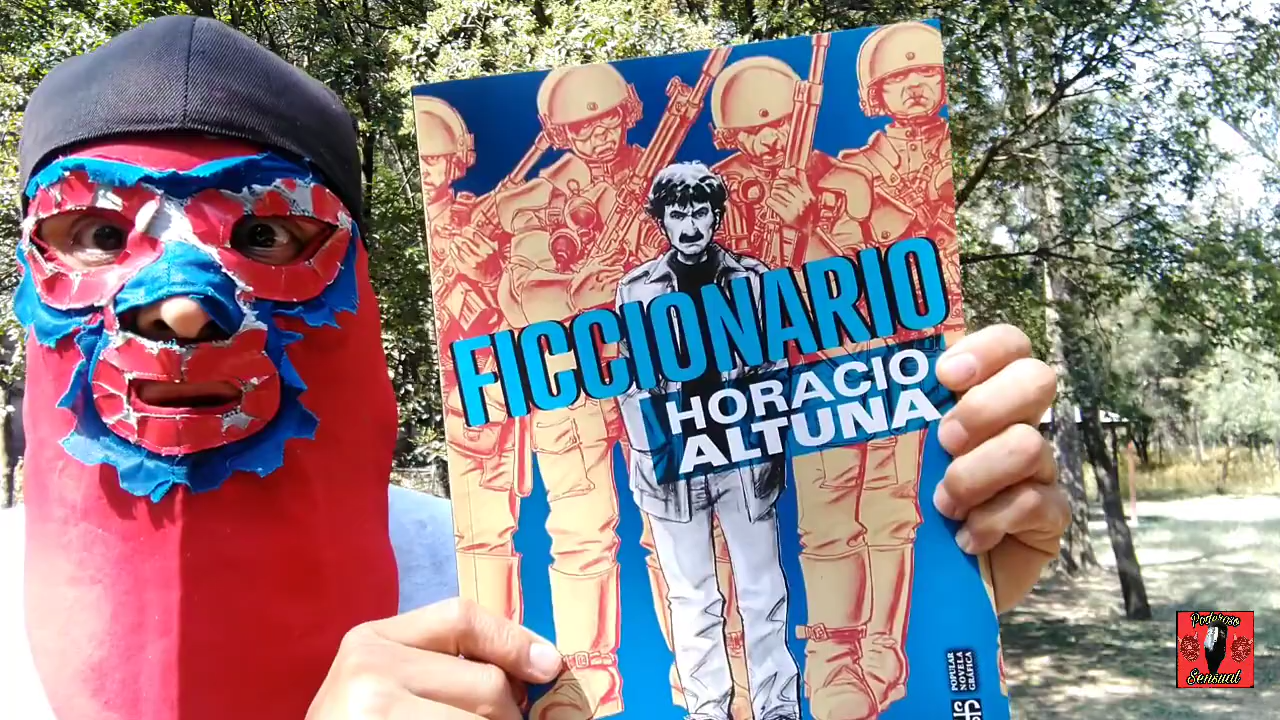 FICCIONARIO
HORACIO
ALTUNA
POPULAR
NOVELA
GRÁFICA
Poderoso
Sensual